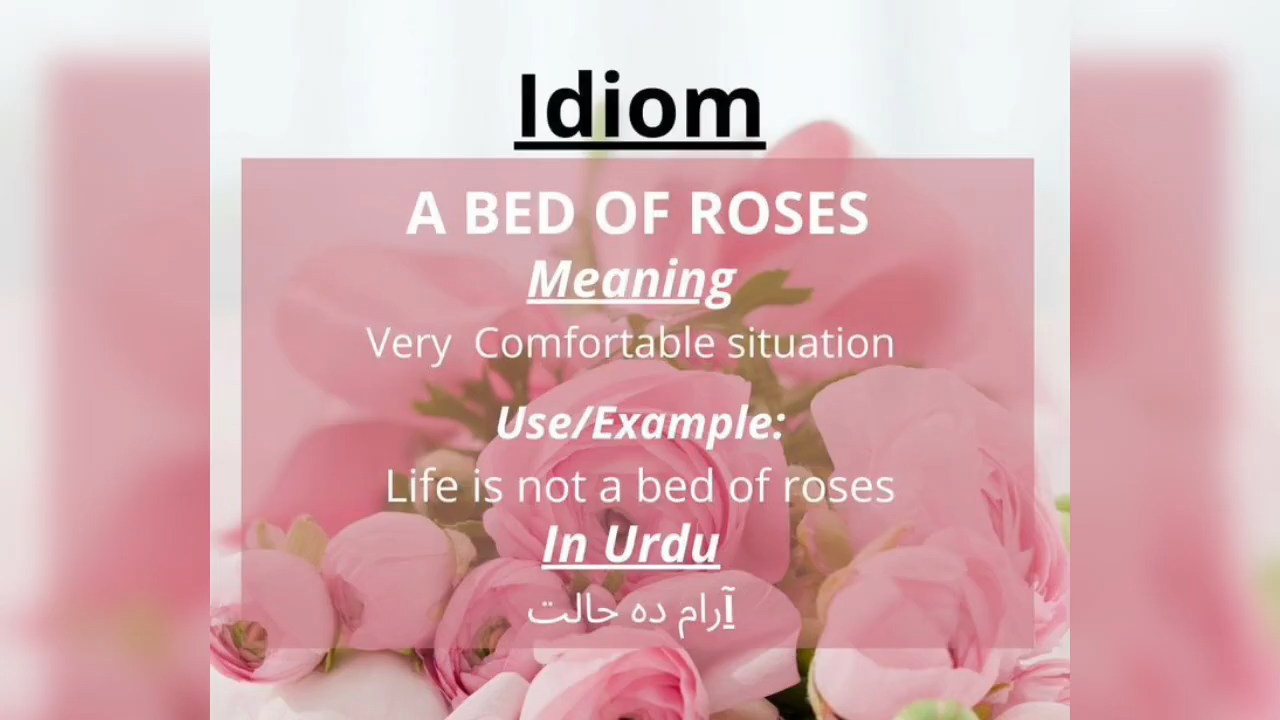 Idiom
A BED OF ROSES
Meaning
Very Comfortable situation
Use/Example:
Life is not a bed of roses
In Urdu
آرام ده حالت